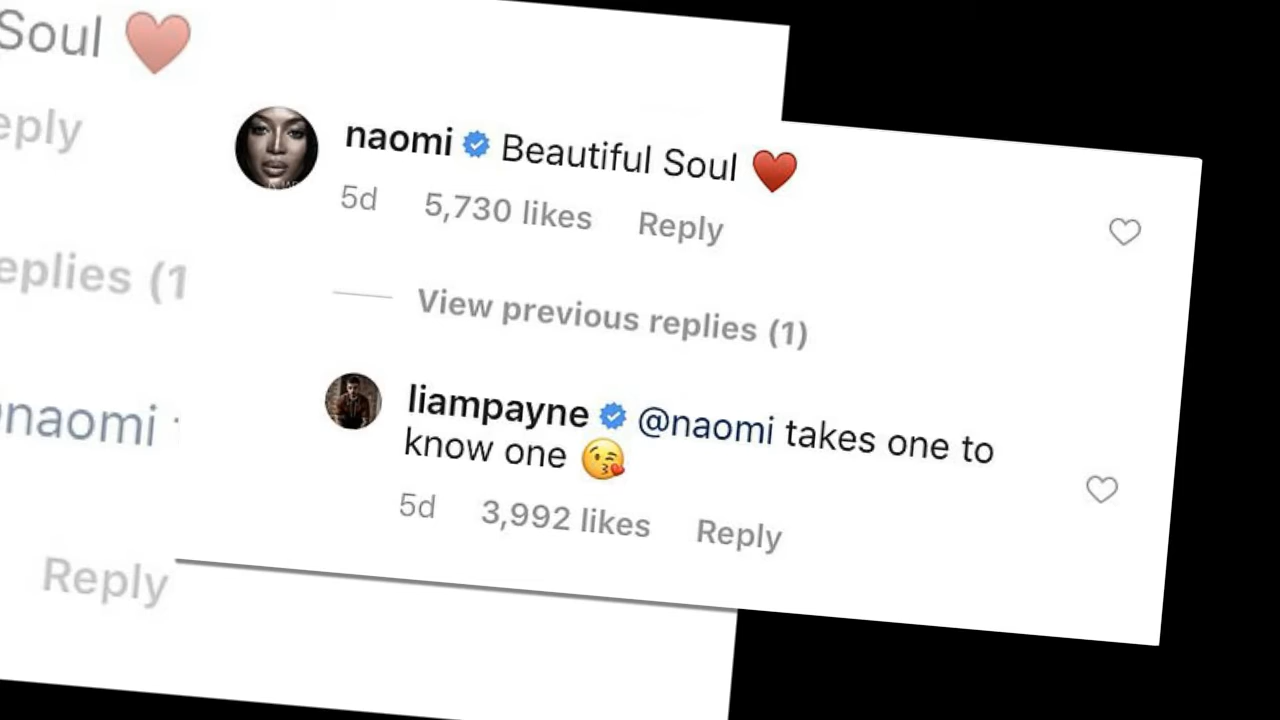 Soul ❤️
eply
eplies (1
naomi
Reply
naomi Beautiful Soul ❤️
5d 5,730 likes Reply
View previous replies (1)
liampayne @naomi takes one to
know one 😘
5d 3,992 likes Reply